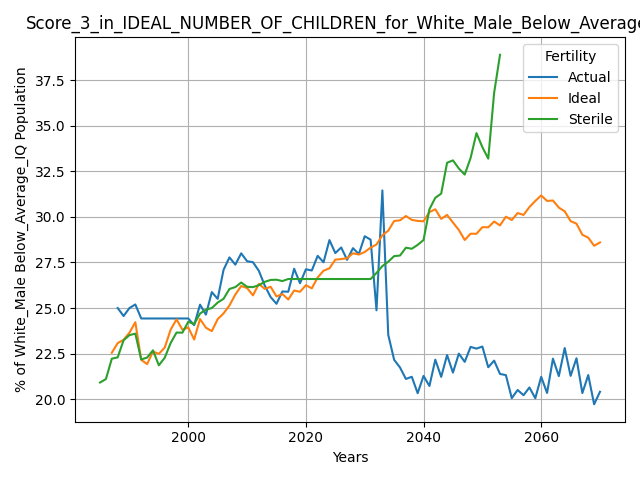 Score_3_in_IDEAL_NUMBER_OF_CHILDREN_for_White_Male_Below_Average
% of White_Male Below_Average_IQ Population
37.5
35.0
32.5
30.0
27.5
25.0
22.5
20.0
Fertility
Actual
Ideal
Sterile
2000
2020
2040
2060
Years